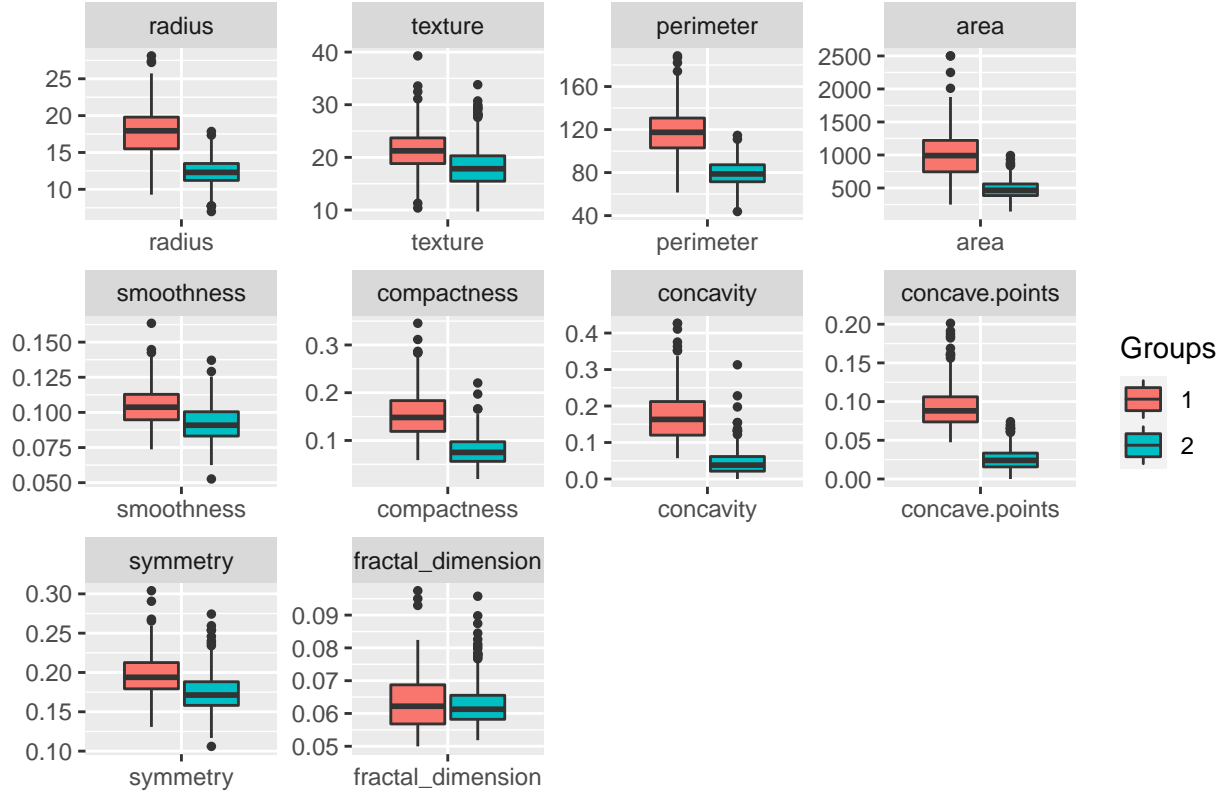 radius
texture
perimeter
area
25
20
15
10
40
30
20
10
160
120
80
40
2500
2000
1500
1000
500
radius
texture
perimeter
area
smoothness
compactness
concavity
concave.points
0.150
0.125
0.100
0.075
0.050
0.3
0.2
0.1
0.4
0.3
0.2
0.1
0.0
0.20
0.15
0.10
0.05
0.00
smoothness
compactness
concavity
concave.points
Groups
1
2
symmetry
fractal_dimension
0.30
0.25
0.20
0.15
0.10
0.09
0.08
0.07
0.06
0.05
symmetry
fractal_dimension